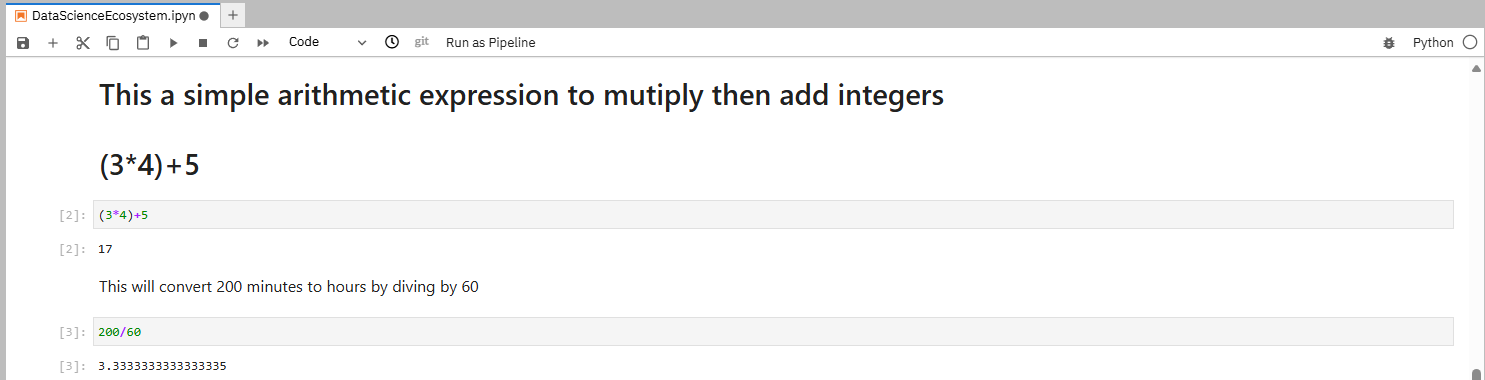 DataScienceEcosystem.ipyn
Code git Run as Pipeline Python
This a simple arithmetic expression to mutiply then add integers
(3*4)+5
[2]: (3*4)+5
[2]: 17
This will convert 200 minutes to hours by diving by 60
[3]: 200/60
[3]: 3.3333333333333335